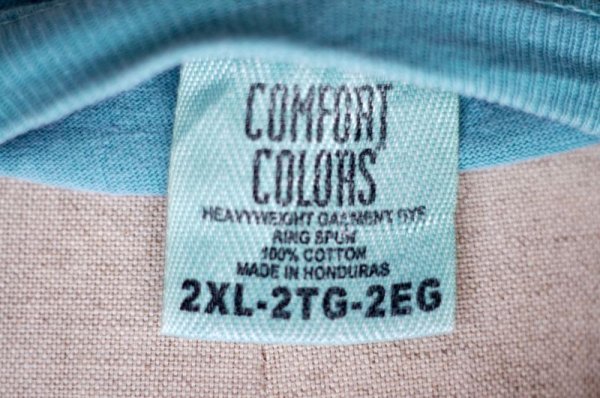 COMFORT
COLORS
HEAVYWEIGHT GARMENT DYE
RING SPUN
100% COTTON
MADE IN HONDURAS
2XL-2TG-2EG